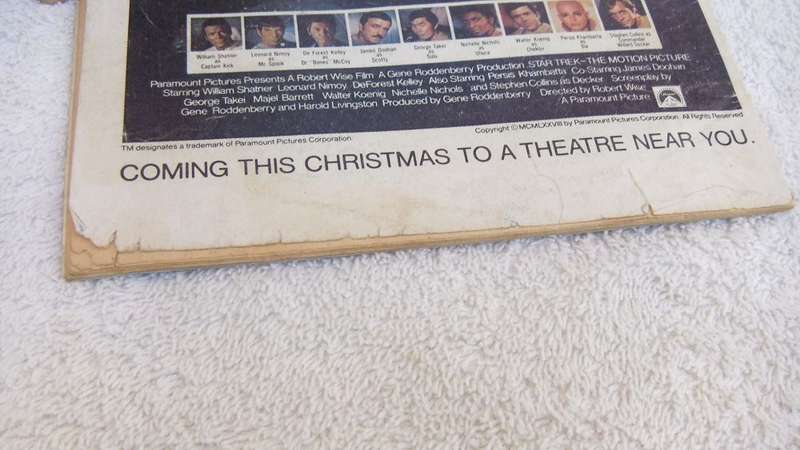 William Shatner as Captain Kirk
Leonard Nimoy as Mr. Spock
De Forest Kelley as Dr. "Bones" McCoy
James Doohan as Scotty
George Takei as Sulu
Nichelle Nichols as Uhura
Walter Koenig as Chekov
Persis Khambatta as Ilia
Stephen Collins as Commander Willard Decker
Paramount Pictures Presents A Robert Wise Film A Gene Roddenberry Production STAR TREK-THE MOTION PICTURE
Starring William Shatner Leonard Nimoy DeForest Kelley Also Starring Persis Khambatta Co-Starring James Doohan
George Takei Majel Barrett Walter Koenig Nichelle Nichols and Stephen Collins as Decker Screenplay by
Gene Roddenberry and Harold Livingston Produced by Gene Roddenberry Directed by Robert Wise
A Paramount Picture
TM designates a trademark of Paramount Pictures Corporation.
Copyright © MCMLXXVIII by Paramount Pictures Corporation. All Rights Reserved
COMING THIS CHRISTMAS TO A THEATRE NEAR YOU.